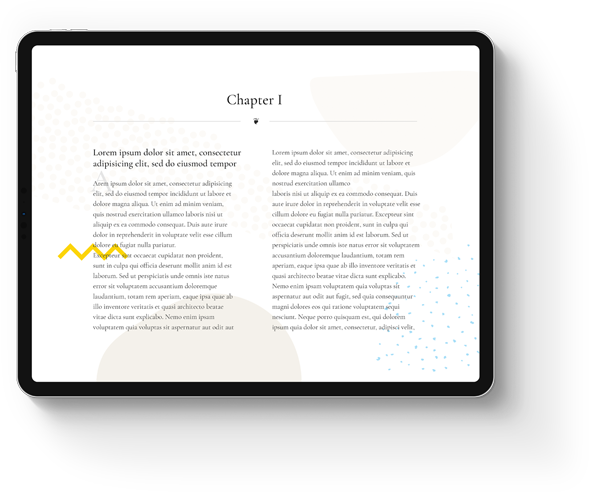 Chapter I
Lorem ipsum dolor sit amet, consectetur
adipisicing elit, sed do eiusmod tempor
Arem ipsum dolor sit amet, consectetur adipisicing
elit, sed do eiusmod tempor incididunt ut labore et
dolore magna aliqua. Ut enim ad minim veniam,
quis nostrud exercitation ullamco laboris nisi ut
aliquip ex ea commodo consequat. Duis aute irure
dolor in reprehenderit in voluptate velit esse cillum
dolore eu fugiat nulla pariatur.
Excepteur sint occaecat cupidatat non proident,
sunt in culpa qui officia deserunt mollit anim id est
laborum. Sed ut perspiciatis unde omnis iste natus
error sit voluptatem accusantium doloremque
laudantium, totam rem aperiam, eaque ipsa quae ab
illo inventore veritatis et quasi architecto beatae
vitae dicta sunt explicabo. Nemo enim ipsam
voluptatem quia voluptas sit aspernatur aut odit aut
Lorem ipsum dolor sit amet, consectetur adipisicing
elit, sed do eiusmod tempor incididunt ut labore et
dolore magna aliqua. Ut enim ad minim veniam, quis
nostrud exercitation ullamco
laboris nisi ut aliquip ex ea commodo consequat. Duis
aute irure dolor in reprehenderit in voluptate velit esse
cillum dolore eu fugiat nulla pariatur. Excepteur sint
occaecat cupidatat non proident, sunt in culpa qui
officia deserunt mollit anim id est laborum. Sed ut
perspiciatis unde omnis iste natus error sit voluptatem
accusantium doloremque laudantium, totam rem
aperiam, eaque ipsa quae ab illo inventore veritatis et
quasi architecto beatae vitae dicta sunt explicabo.
Nemo enim ipsam voluptatem quia voluptas sit
aspernatur aut odit aut fugit, sed quia consequuntur
magni dolores eos qui ratione voluptatem sequi
nesciunt. Neque porro quisquam est, qui dolorem
ipsum quia dolor sit amet, consectetur, adipisci velit,